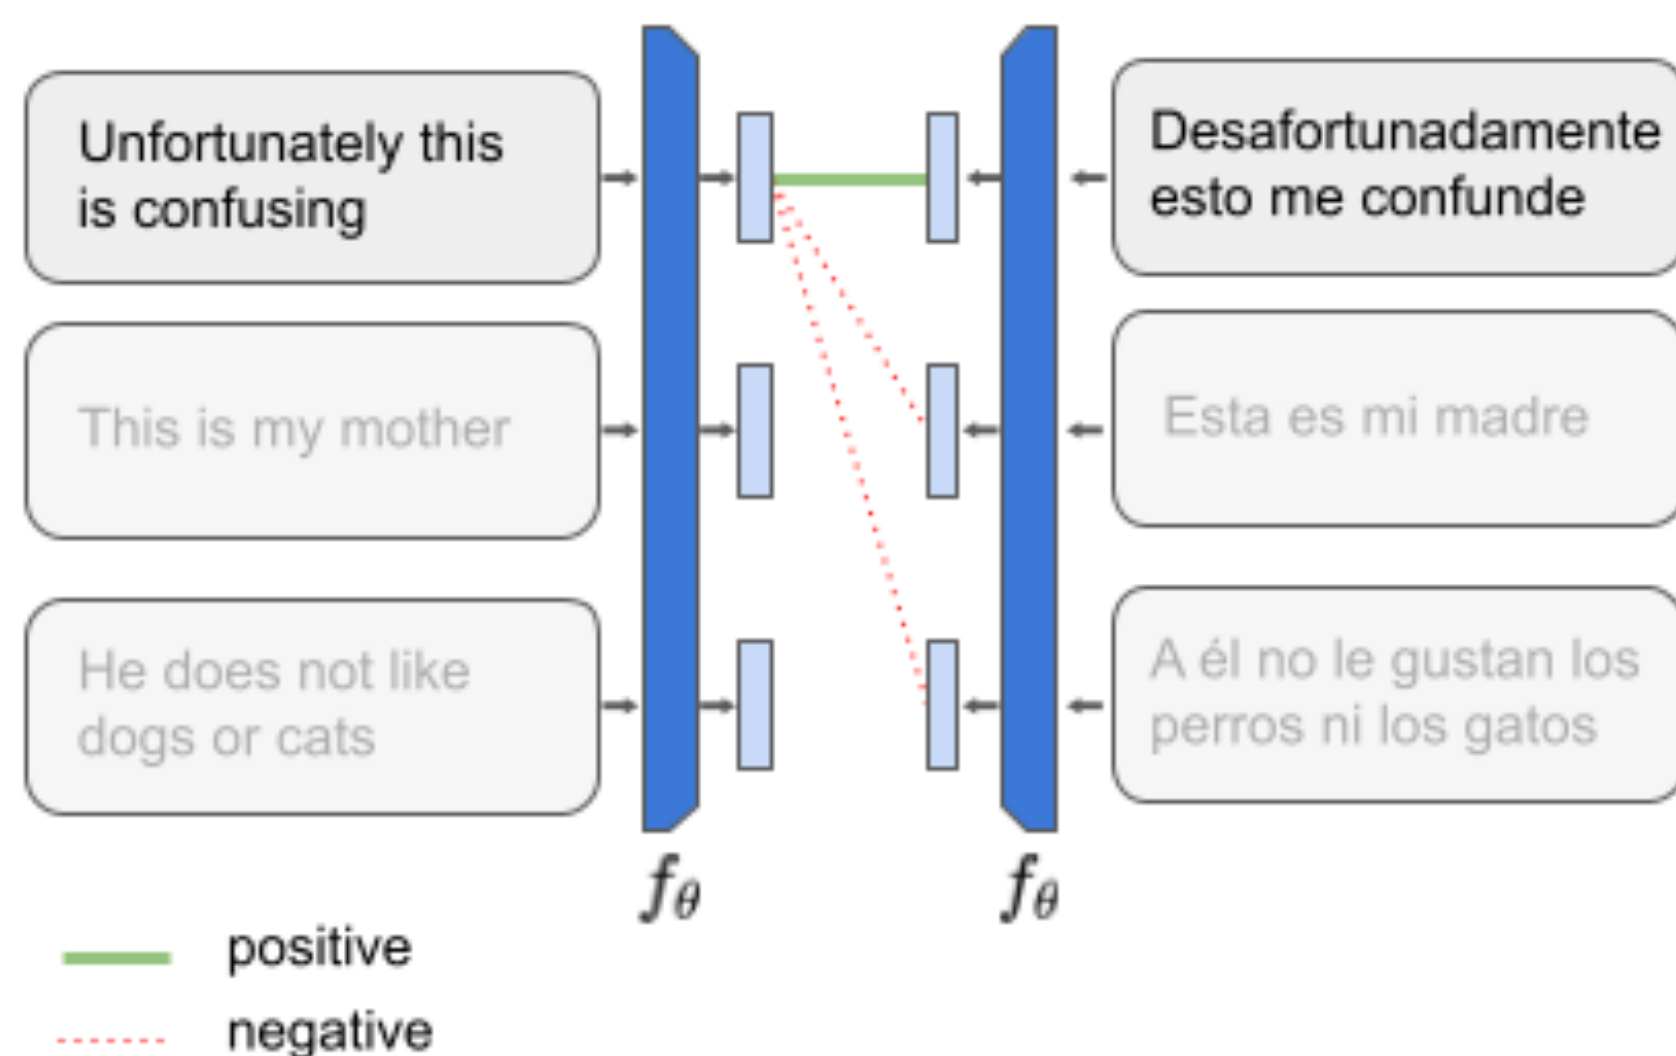 Unfortunately this
is confusing
Desafortunadamente
esto me confunde
This is my mother
Esta es mi madre
He does not like
dogs or cats
A él no le gustan los
perros ni los gatos
fθ
fθ
positive
negative